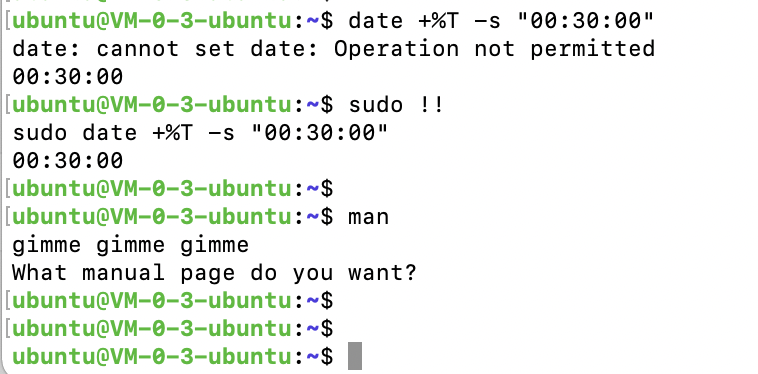 [ubuntu@VM-0-3-ubuntu:~$ date +%T -s "00:30:00"
date: cannot set date: Operation not permitted
00:30:00
[ubuntu@VM-0-3-ubuntu:~$ sudo !!
sudo date +%T -s "00:30:00"
00:30:00
[ubuntu@VM-0-3-ubuntu:~$
[ubuntu@VM-0-3-ubuntu:~$ man
gimme gimme gimme
What manual page do you want?
[ubuntu@VM-0-3-ubuntu:~$
[ubuntu@VM-0-3-ubuntu:~$
ubuntu@VM-0-3-ubuntu:~$